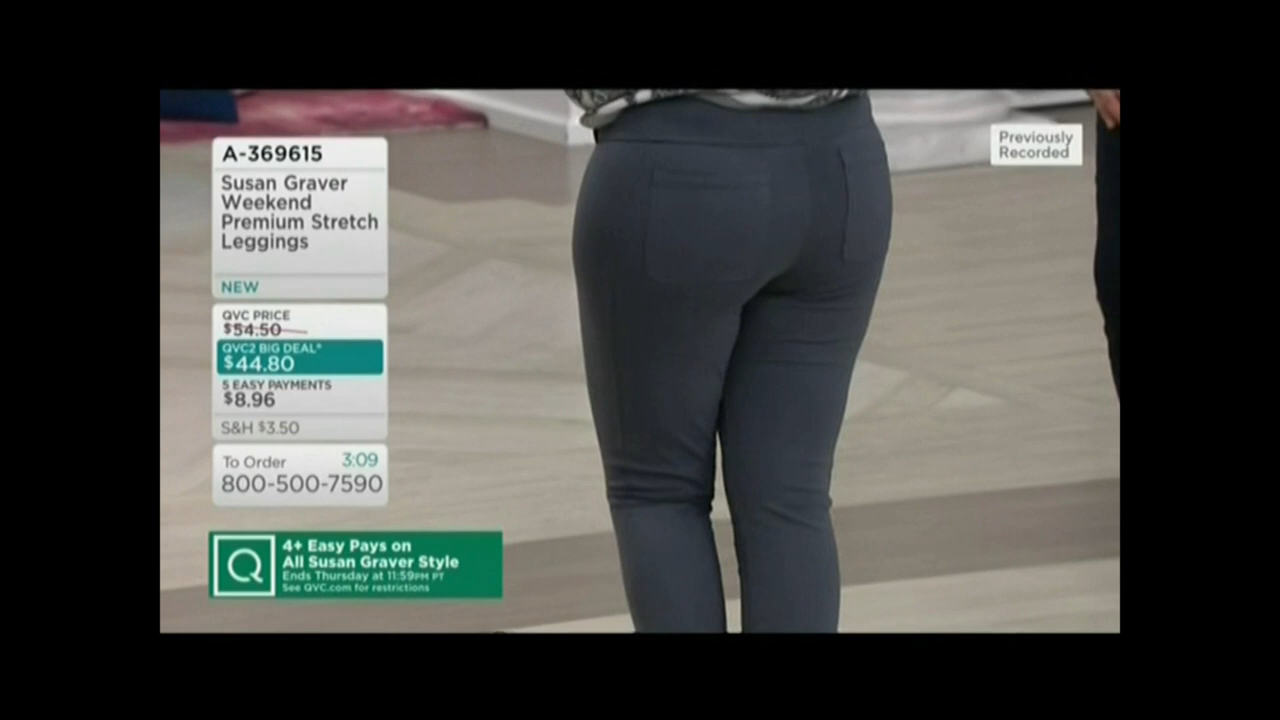 A-369615
Susan Graver
Weekend
Premium Stretch
Leggings
NEW
QVC PRICE
$54.50
QVC2 BIG DEAL®
$44.80
5 EASY PAYMENTS
$8.96
S&H $3.50
To Order 3:09
800-500-7590
Q
4+ Easy Pays on
All Susan Graver Style
Ends Thursday at 11:59PM PT
See QVC.com for restrictions
Previously
Recorded